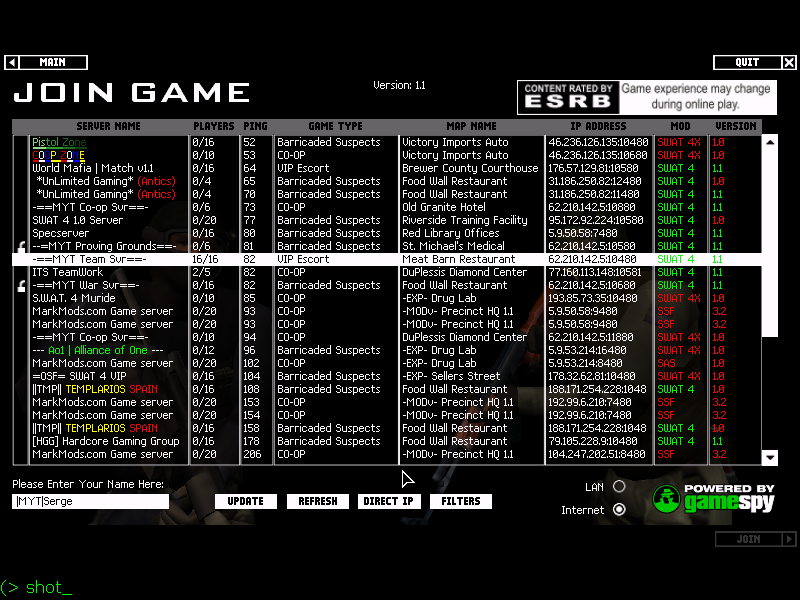 MAIN
QUIT
JOIN GAME
Version: 1.1
CONTENT RATED BY
ESRB
Game experience may change
during online play.
SERVER NAME PLAYERS PING GAME TYPE MAP NAME IP ADDRESS MOD VERSION
Pistol Zone 0/16 52 Barricaded Suspects Victory Imports Auto 46.236.126.135:10480 SWAT 4X 1.0
COOP ZONE 0/10 53 CO-OP Victory Imports Auto 46.236.126.135:10680 SWAT 4X 1.0
World Mafia | Match v1.1 0/16 64 VIP Escort Brewer County Courthouse 176.57.129.81:10580 SWAT 4 1.1
*UnLimited Gaming* (Antics) 0/4 65 Barricaded Suspects Food Wall Restaurant 31.186.250.82:12480 SWAT 4 1.0
*UnLimited Gaming* (Antics) 0/4 70 Barricaded Suspects Food Wall Restaurant 31.186.250.82:11480 SWAT 4 1.1
-==MYT Co-op Svr==- 0/6 73 CO-OP Old Granite Hotel 62.210.142.5:10880 SWAT 4 1.1
SWAT 4 1.0 Server 0/20 77 Barricaded Suspects Riverside Training Facility 95.172.92.224:10580 SWAT 4 1.0
Specserver 0/16 80 Barricaded Suspects Red Library Offices 5.9.50.58:7480 SWAT 4 1.1
--=MYT Proving Grounds==- 0/6 81 Barricaded Suspects St. Michael's Medical 62.210.142.5:10580 SWAT 4 1.1
-==MYT Team Svr==- 16/16 82 VIP Escort Meat Barn Restaurant 62.210.142.5:10480 SWAT 4 1.1
ITS TeamWork 2/5 82 CO-OP DuPlessis Diamond Center 77.160.113.148:10581 SWAT 4 1.1
-==MYT War Svr==- 0/16 82 Barricaded Suspects Food Wall Restaurant 62.210.142.5:10680 SWAT 4 1.1
S.W.A.T. 4 Muride 0/10 85 CO-OP -EXP- Drug Lab 193.85.73.35:10480 SWAT 4X 1.0
MarkMods.com Game server 0/20 93 CO-OP -MODv- Precinct HQ 1.1 5.9.50.58:9480 SSF 3.2
MarkMods.com Game server 0/20 93 CO-OP -MODv- Precinct HQ 1.1 5.9.50.58:8480 SSF 3.2
-==MYT Co-op Svr==- 0/10 94 CO-OP DuPlessis Diamond Center 62.210.142.5:11880 SWAT 4X 1.0
--- Ao1 | Alliance of One --- 0/12 96 Barricaded Suspects -EXP- Drug Lab 5.9.53.214:16480 SWAT 4X 1.0
MarkMods.com Game server 0/20 102 CO-OP -EXP- Drug Lab 5.9.53.214:8480 SAS 1.0
=OSF= SWAT 4 VIP 0/16 104 Barricaded Suspects -EXP- Sellers Street 178.32.62.81:10480 SWAT 4X 1.0
||TMP|| TEMPLARIOS SPAIN 0/16 108 Barricaded Suspects Food Wall Restaurant 188.171.254.228:1048 SWAT 4 1.0
MarkMods.com Game server 0/20 153 CO-OP -MODv- Precinct HQ 1.1 192.99.6.210:7480 SSF 3.2
MarkMods.com Game server 0/20 154 CO-OP -MODv- Precinct HQ 1.1 192.99.6.210:9480 SSF 3.2
||TMP|| TEMPLARIOS SPAIN 0/16 158 Barricaded Suspects Food Wall Restaurant 188.171.254.228:1048 SWAT 4X 1.0
[HGG] Hardcore Gaming Group 0/16 178 Barricaded Suspects Food Wall Restaurant 79.105.228.9:10480 SWAT 4 1.1
MarkMods.com Game server 0/20 206 CO-OP -MODv- Precinct HQ 1.1 104.247.202.51:8480 SSF 3.2
Please Enter Your Name Here:
|MYT|Serge
UPDATE REFRESH DIRECT IP FILTERS
LAN
Internet
POWERED BY
gamespy
JOIN
(> shot_